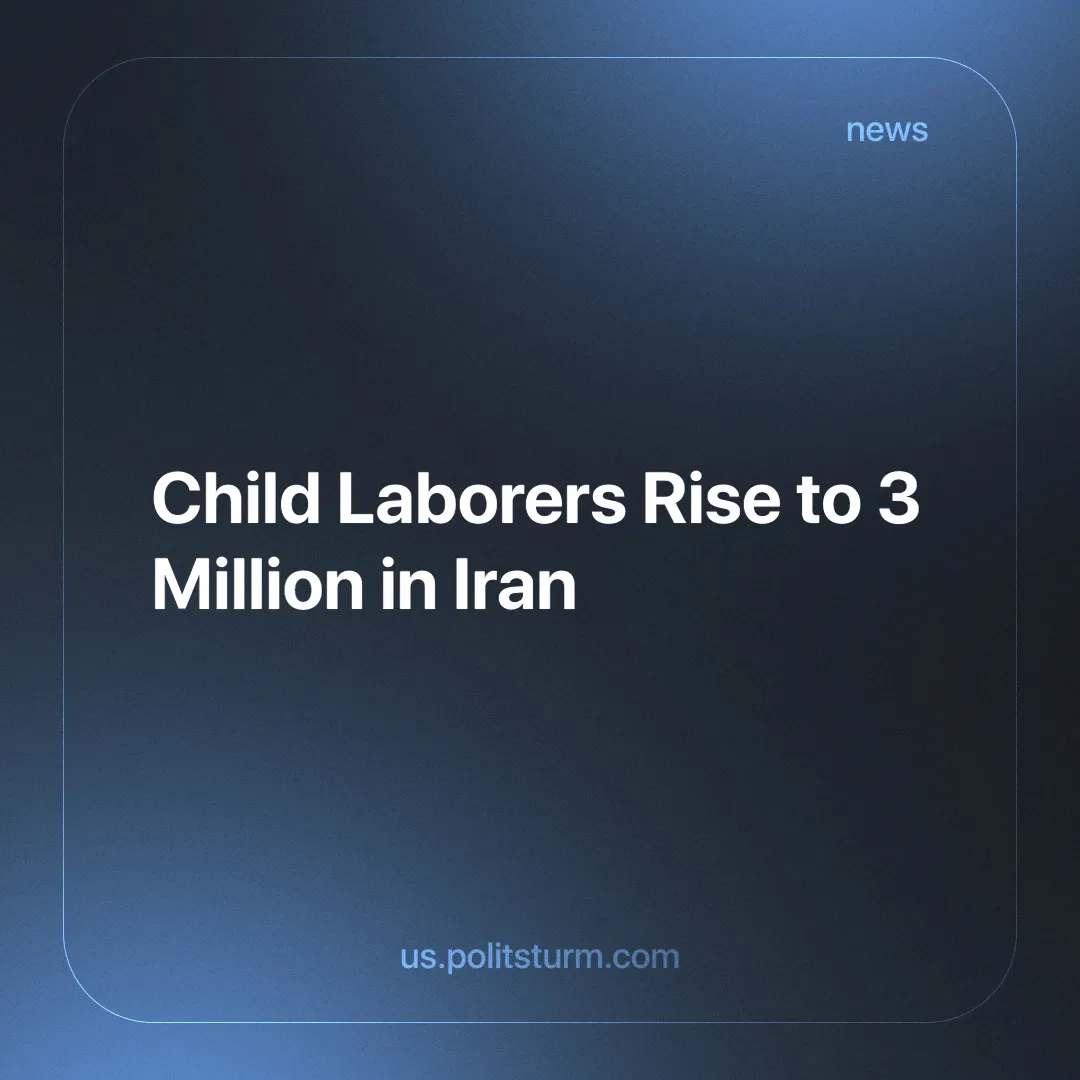 news
Child Laborers Rise to 3
Million in Iran
us.politsturm.com